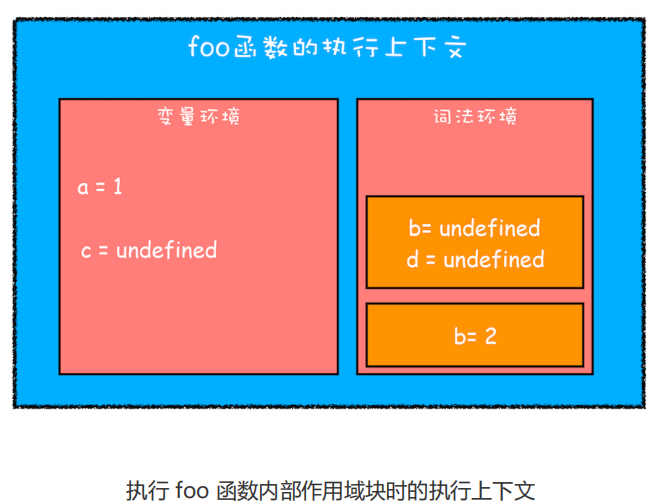 foo函数的执行上下文
变量环境
a = 1
c = undefined
词法环境
b= undefined
d = undefined
b= 2
执行 foo 函数内部作用域块时的执行上下文